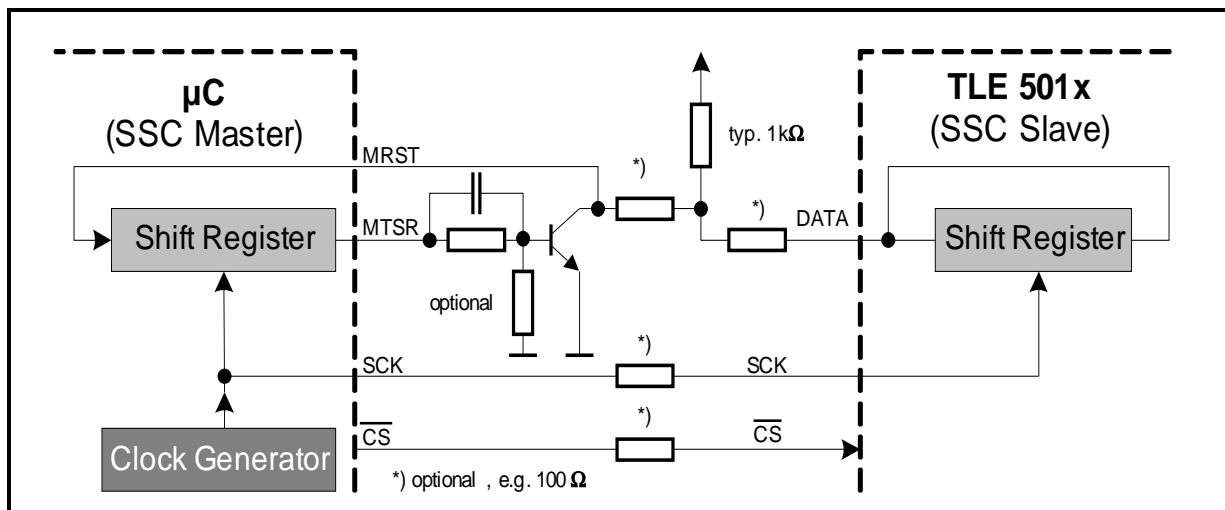 µC
(SSC Master)
TLE 501x
(SSC Slave)
typ. 1kΩ
MRST
*)
*)
DATA
Shift Register
MTSR
Shift Register
optional
*)
SCK
SCK
*)
CS
CS
Clock Generator
*) optional , e.g. 100 Ω